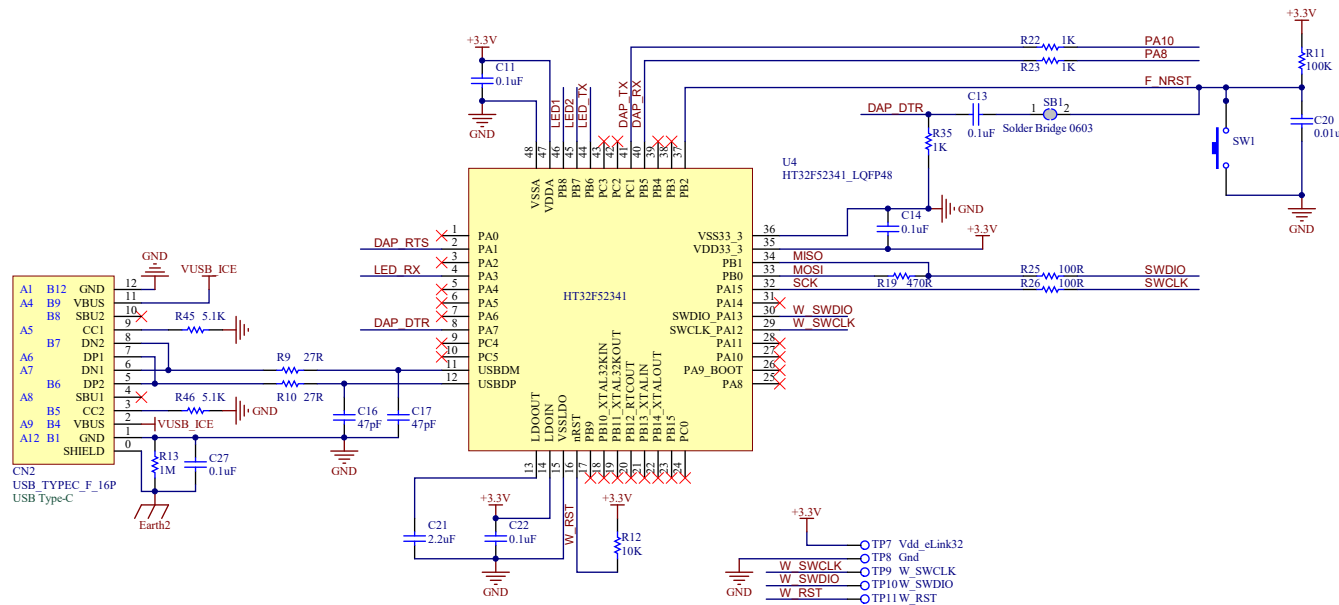 +3.3V
R22 1K PA10
R23 1K PA8
R11
100K
F_NRST
+3.3V
C11
0.1uF
GND
LED1
LED2
LED_TX
DAP_TX
DAP_RX
DAP_DTR
C13
0.1uF
1 SB1 2
Solder Bridge 0603
R35
1K
SW1
C20
0.01u
GND
48 47 46 45 44 43 42 41 40 39 38 37
VSSA VDDA PB8 PB7 PB6 PC3 PC2 PC1 PB5 PB4 PB3 PB2
U4
HT32F52341_LQFP48
HT32F52341
C14
0.1uF
GND
+3.3V
1 PA0
DAP_RTS 2 PA1
3 PA2
LED_RX 4 PA3
5 PA4
6 PA5
7 PA6
DAP_DTR 8 PA7
9 PC4
10 PC5
11 USBDM
12 USBDP
VSS33_3 36
VDD33_3 35
PB1 34 MISO
PB0 33 MOSI R19 470R R25 100R SWDIO
PA15 32 SCK R26 100R SWCLK
PA14 31
SWDIO_PA13 30 W_SWDIO
SWCLK_PA12 29 W_SWCLK
PA11 28
PA10 27
PA9_BOOT 26
PA8 25
LDOOUT LDOIN VSSLDO nRST PB9 PB10_XTAL32KIN PB11_XTAL32KOUT PB12_RTCOUT PB13_XTALIN PB14_XTALOUT PB15 PC0
13 14 15 16 17 18 19 20 21 22 23 24
GND
VUSB_ICE
A1 B12 GND 12
A4 B9 VBUS 11
B8 SBU2 10
A5 CC1 9 R45 5.1K
B7 DN2 8
A6 DP1 7
A7 DN1 6 R9 27R
B6 DP2 5 R10 27R
A8 SBU1 4
B5 CC2 3 R46 5.1K GND
A9 B4 VBUS 2 VUSB_ICE
A12 B1 GND 1
SHIELD 0
CN2
USB_TYPEC_F_16P
USB Type-C
R13
1M
C27
0.1uF
Earth2
C16
47pF
C17
47pF
GND
C21
2.2uF
+3.3V
C22
0.1uF
GND
W_RST
+3.3V
R12
10K
+3.3V
GND
TP7 Vdd_eLink32
TP8 Gnd
W_SWCLK TP9 W_SWCLK
W_SWDIO TP10 W_SWDIO
W_RST TP11 W_RST